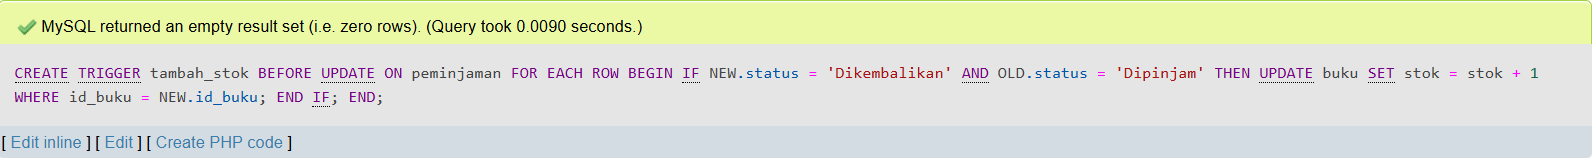 MySQL returned an empty result set (i.e. zero rows). (Query took 0.0090 seconds.)
CREATE TRIGGER tambah_stok BEFORE UPDATE ON peminjaman FOR EACH ROW BEGIN IF NEW.status = 'Dikembalikan' AND OLD.status = 'Dipinjam' THEN UPDATE buku SET stok = stok + 1
WHERE id_buku = NEW.id_buku; END IF; END;
[ Edit inline ] [ Edit ] [ Create PHP code ]